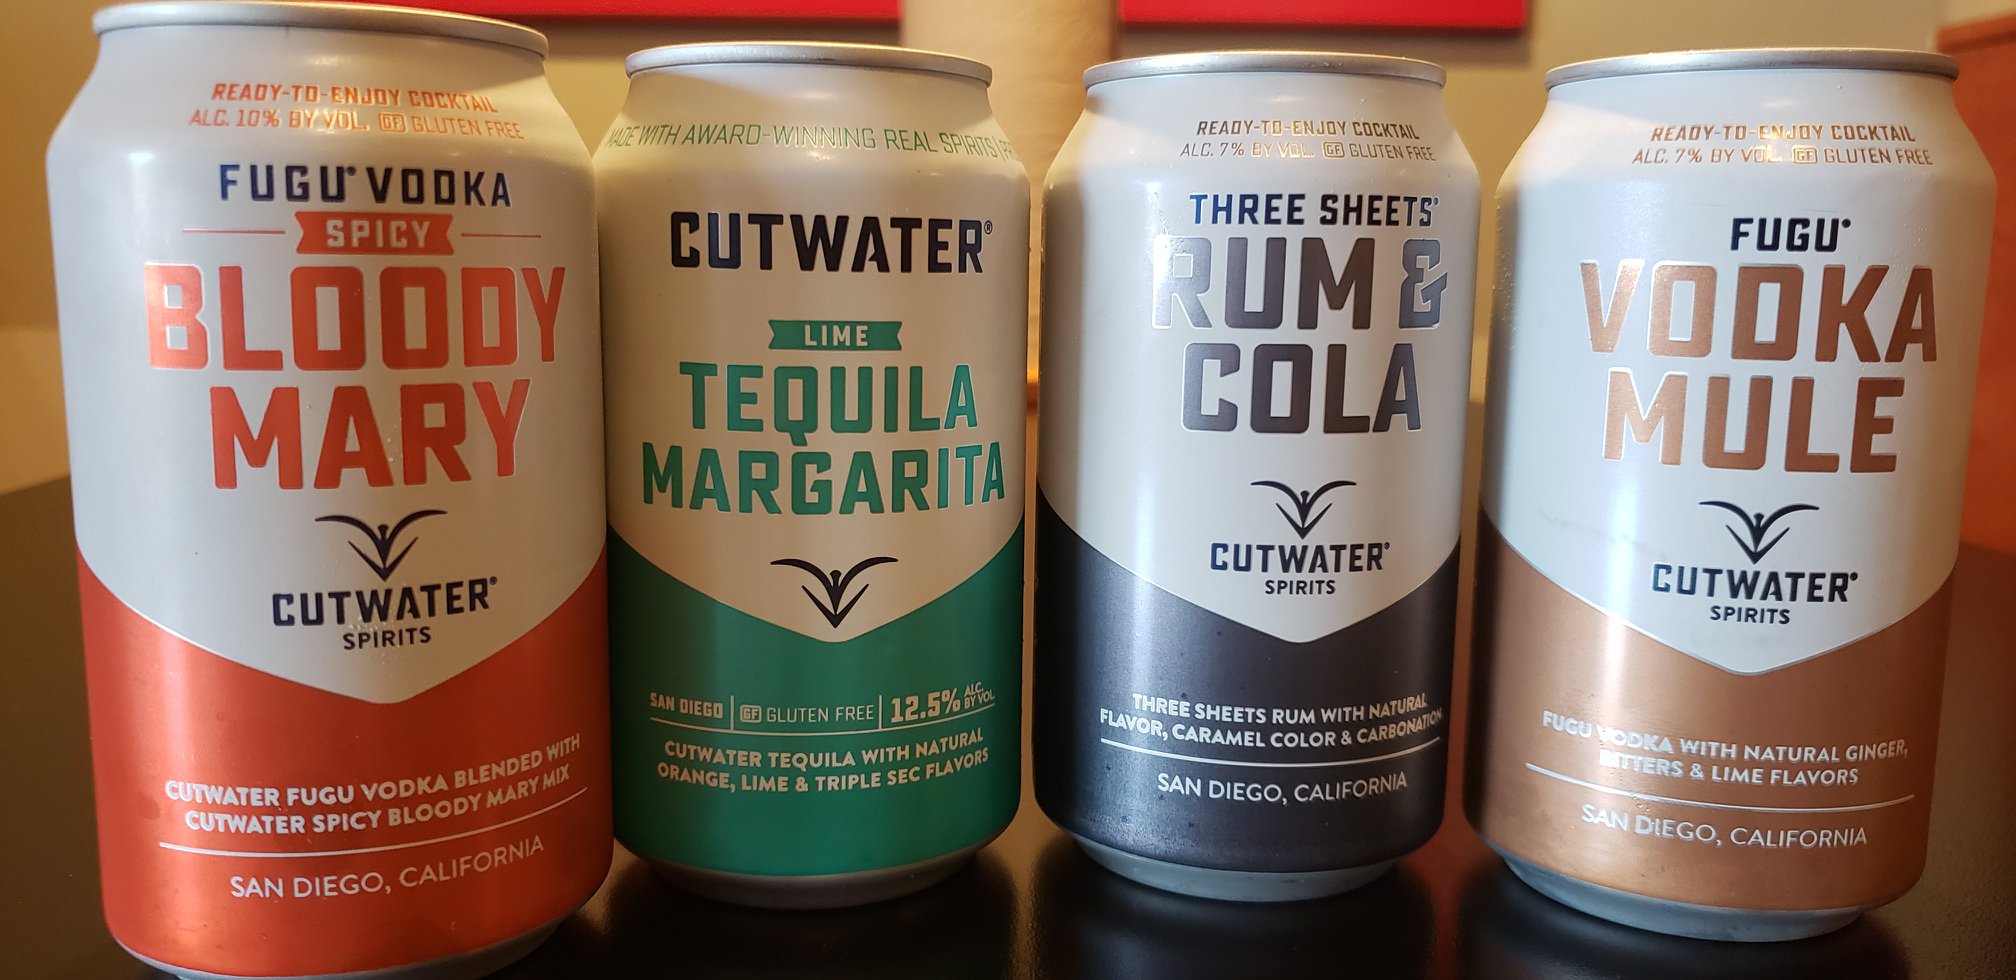 READY-TO-ENJOY COCKTAIL
ALC. 10% BY VOL. GF GLUTEN FREE
FUGU® VODKA
SPICY
BLOODY
MARY
CUTWATER®
SPIRITS
CUTWATER FUGU VODKA BLENDED WITH
CUTWATER SPICY BLOODY MARY MIX
SAN DIEGO, CALIFORNIA
MADE WITH AWARD-WINNING REAL SPIRITS
CUTWATER®
LIME
TEQUILA
MARGARITA
SAN DIEGO | GF GLUTEN FREE | 12.5% ALC. BY VOL.
CUTWATER TEQUILA WITH NATURAL
ORANGE, LIME & TRIPLE SEC FLAVORS
READY-TO-ENJOY COCKTAIL
ALC. 7% BY VOL. GF GLUTEN FREE
THREE SHEETS®
RUM &
COLA
CUTWATER®
SPIRITS
THREE SHEETS RUM WITH NATURAL
FLAVOR, CARAMEL COLOR & CARBONATION
SAN DIEGO, CALIFORNIA
READY-TO-ENJOY COCKTAIL
ALC. 7% BY VOL. GF GLUTEN FREE
FUGU®
VODKA
MULE
CUTWATER®
SPIRITS
FUGU VODKA WITH NATURAL GINGER,
BITTERS & LIME FLAVORS
SAN DIEGO, CALIFORNIA